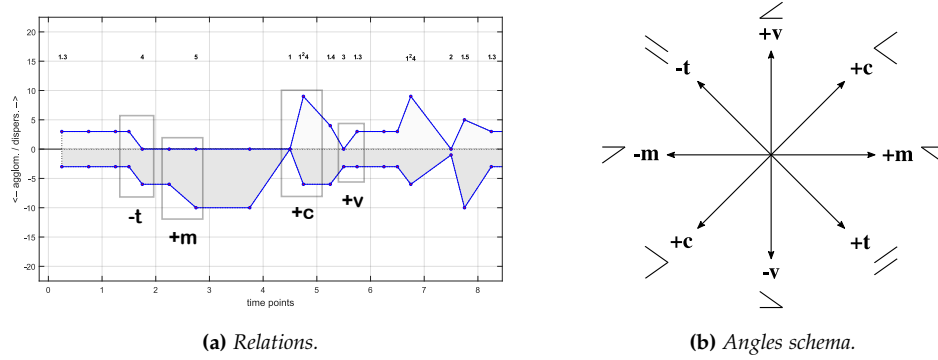 1.3 4 5 1 1²4 1.4 3 1.3 1²4 2 1.5 1.3
20
15
10
5
0
-5
-10
-15
-20
<-- agglom. / dispers. -->
-t
+m
+c
+v
0 1 2 3 4 5 6 7 8
time points
(a) Relations.
+v
-t +c
-m +m
+c +t
-v
(b) Angles schema.